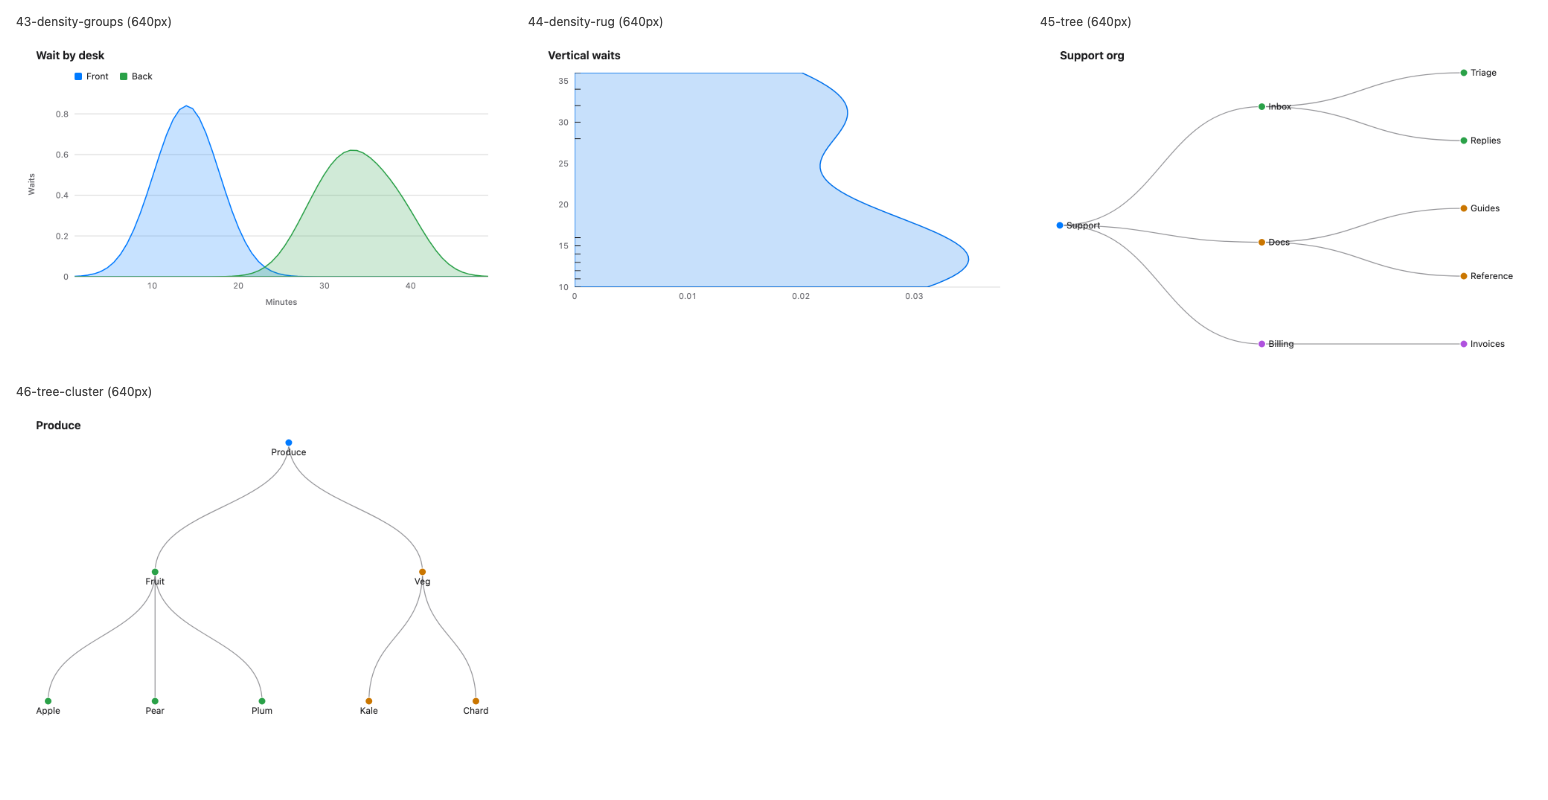 43-density-groups (640px)
Wait by desk
Front Back
0.8
0.6
0.4
0.2
0
Waits
10 20 30 40
Minutes
44-density-rug (640px)
Vertical waits
35
30
25
20
15
10
0 0.01 0.02 0.03
45-tree (640px)
Support org
Triage
Inbox
Replies
Guides
Support
Docs
Reference
Billing
Invoices
46-tree-cluster (640px)
Produce
Produce
Fruit Veg
Apple Pear Plum Kale Chard